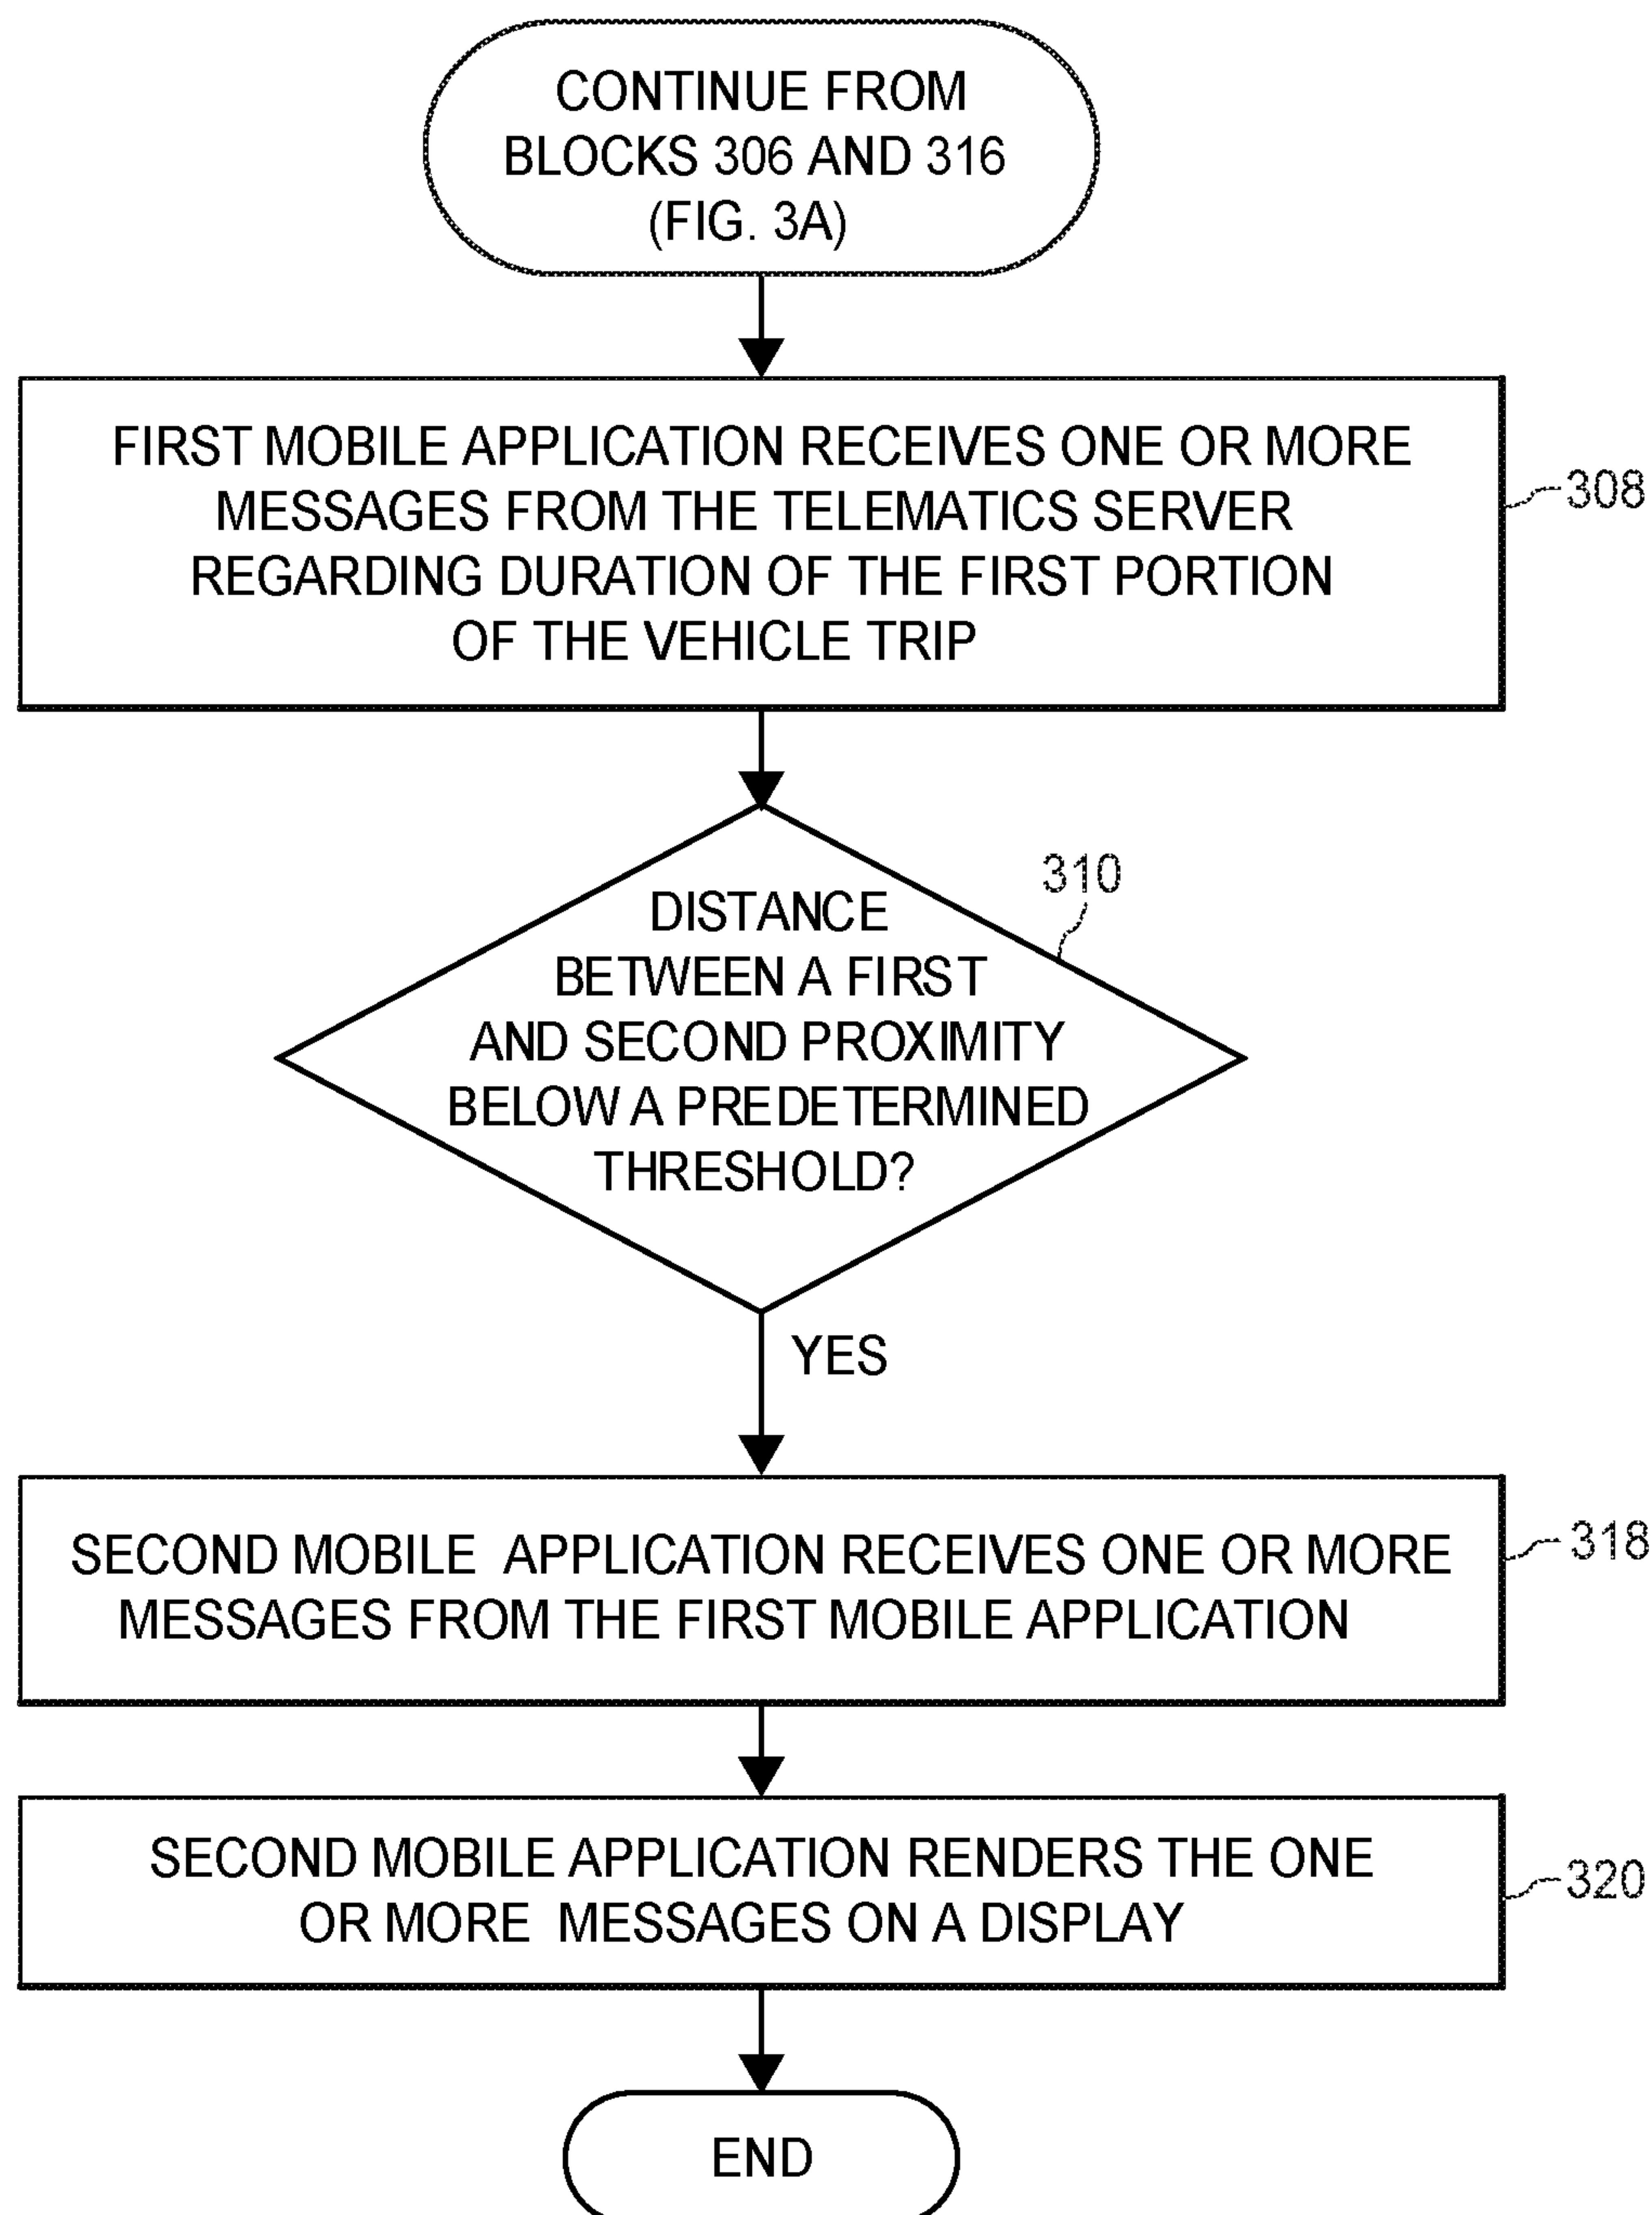 CONTINUE FROM
BLOCKS 306 AND 316
(FIG. 3A)
FIRST MOBILE APPLICATION RECEIVES ONE OR MORE
MESSAGES FROM THE TELEMATICS SERVER
REGARDING DURATION OF THE FIRST PORTION
OF THE VEHICLE TRIP
308
310
DISTANCE
BETWEEN A FIRST
AND SECOND PROXIMITY
BELOW A PREDETERMINED
THRESHOLD?
YES
SECOND MOBILE APPLICATION RECEIVES ONE OR MORE
MESSAGES FROM THE FIRST MOBILE APPLICATION
318
SECOND MOBILE APPLICATION RENDERS THE ONE
OR MORE MESSAGES ON A DISPLAY
320
END